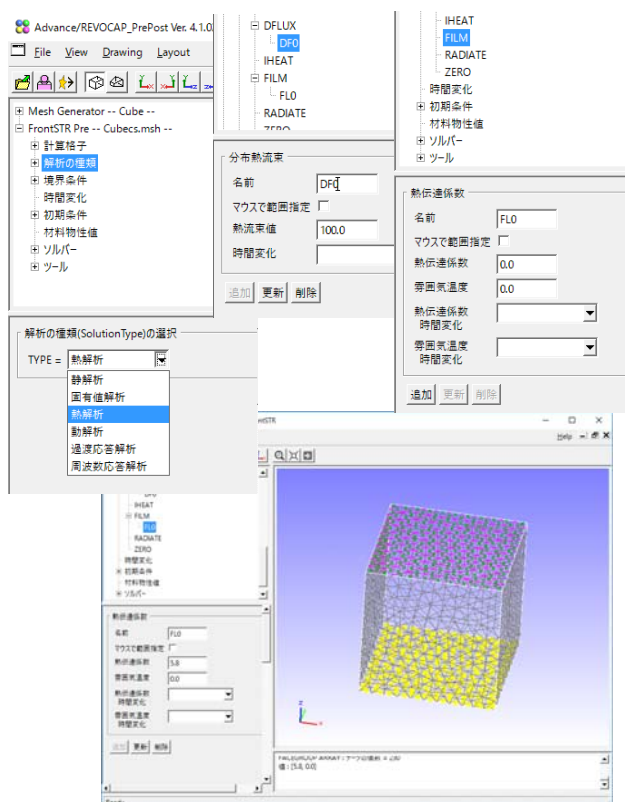 Advance/REVOCAP_PrePost Ver. 4.1.0
File View Drawing Layout
Mesh Generator -- Cube --
FrontSTR Pre -- Cubecs.msh --
計算格子
解析の種類
境界条件
時間変化
初期条件
材料物性値
ソルバー
ツール
解析の種類(SolutionType)の選択
TYPE = 熱解析
静解析
固有値解析
熱解析
動解析
過渡応答解析
周波数応答解析
DFLUX
DF0
IHEAT
FILM
FL0
RADIATE
ZERO
分布熱流束
名前 DF0
マウスで範囲指定
熱流束値 100.0
時間変化
追加 更新 削除
IHEAT
FILM
RADIATE
ZERO
時間変化
初期条件
材料物性値
ソルバー
ツール
熱伝達係数
名前 FL0
マウスで範囲指定
熱伝達係数 0.0
雰囲気温度 0.0
熱伝達係数
時間変化
雰囲気温度
時間変化
追加 更新 削除
ntSTR
Help
DF0
IHEAT
FILM
FL0
RADIATE
ZERO
時間変化
初期条件
材料物性値
ソルバー
熱伝達係数
名前 FL0
マウスで範囲指定
熱伝達係数 5.8
雰囲気温度 0.0
熱伝達係数
時間変化
雰囲気温度
時間変化
追加 更新 削除
z
x
値 : [5.8, 0.0]